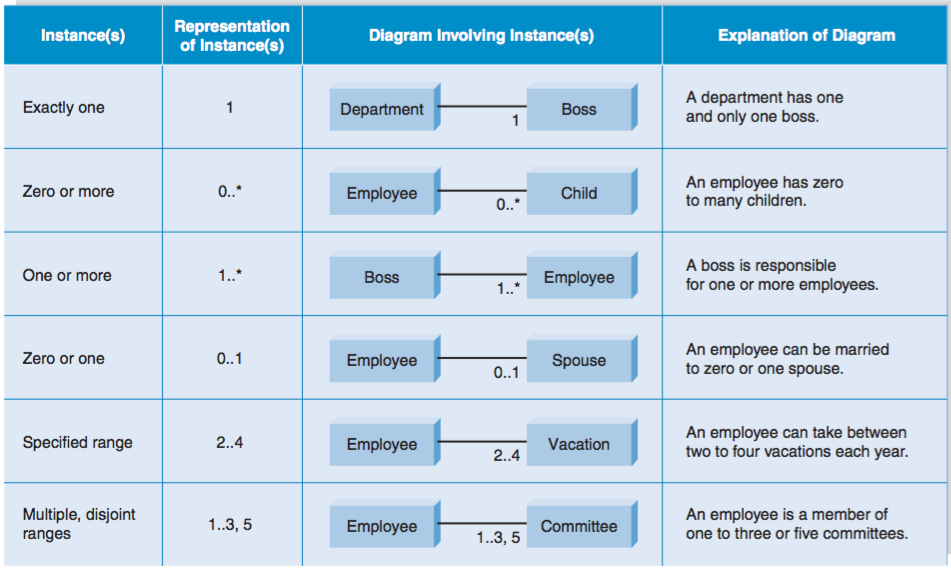 Instance(s)
Representation
of Instance(s)
Diagram Involving Instance(s)
Explanation of Diagram
Exactly one
1
Department
1
Boss
A department has one
and only one boss.
Zero or more
0..*
Employee
0..*
Child
An employee has zero
to many children.
One or more
1..*
Boss
1..*
Employee
A boss is responsible
for one or more employees.
Zero or one
0..1
Employee
0..1
Spouse
An employee can be married
to zero or one spouse.
Specified range
2..4
Employee
2..4
Vacation
An employee can take between
two to four vacations each year.
Multiple, disjoint
ranges
1..3, 5
Employee
1..3, 5
Committee
An employee is a member of
one to three or five committees.